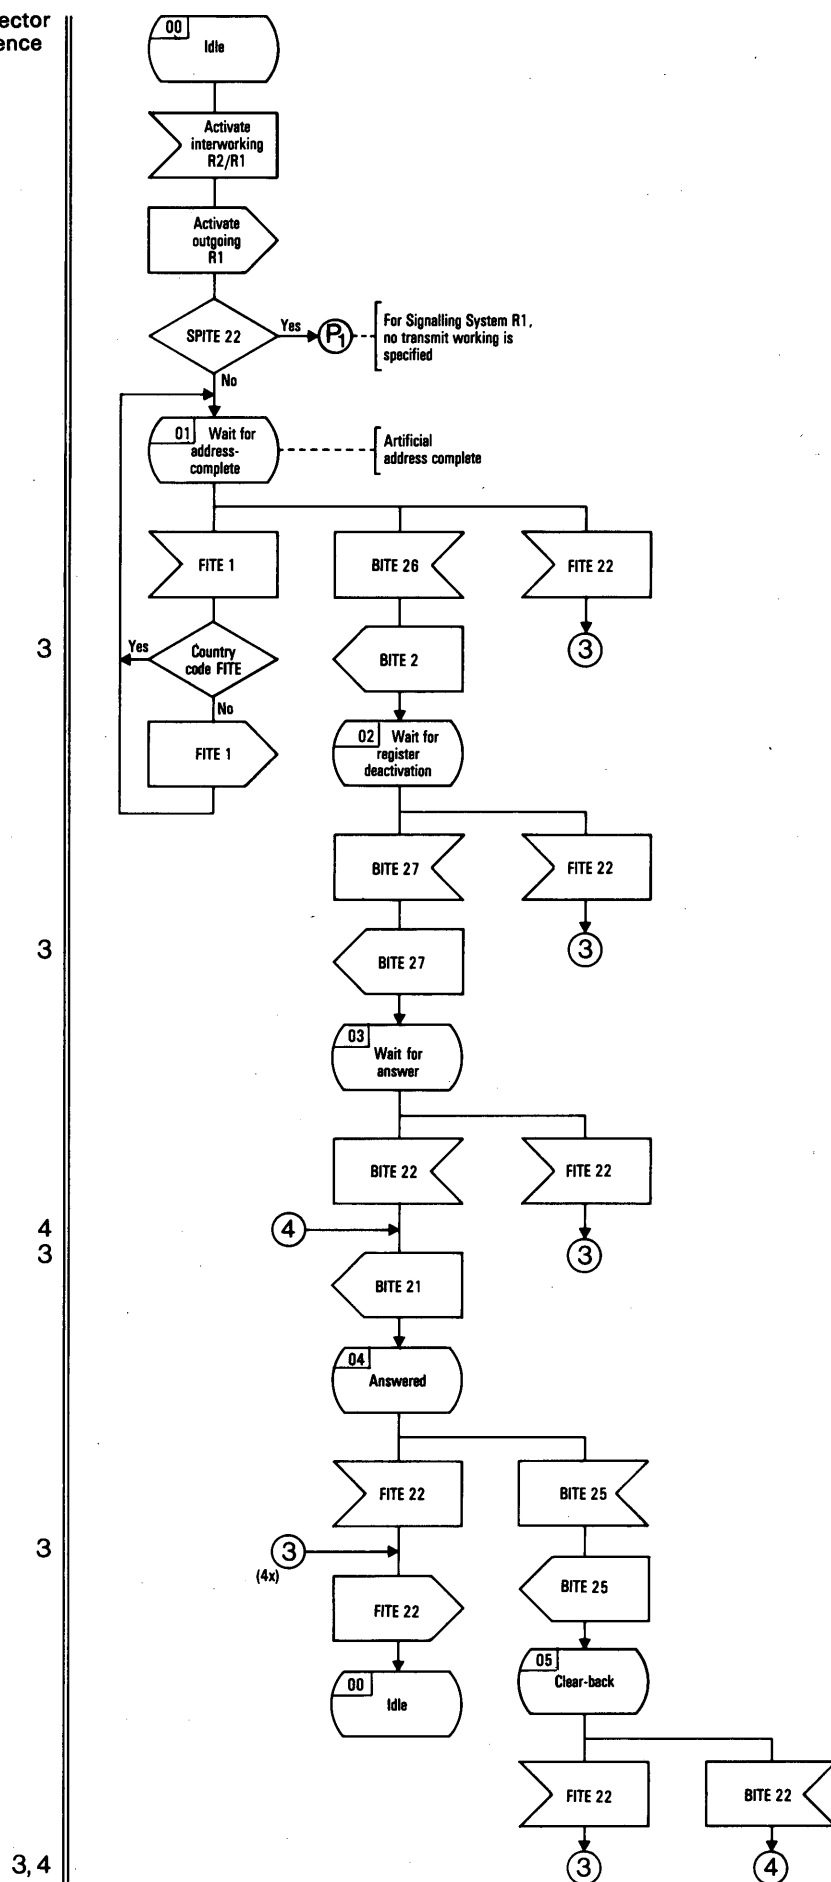 ector
ence
00
Idle
Activate
interworking
R2/R1
Activate
outgoing
R1
SPITE 22
Yes
P1
For Signalling System R1,
no transmit working is
specified
No
01 Wait for
address-
complete
Artificial
address complete
FITE 1
BITE 26
FITE 22
3
Yes
Country
code FITE
BITE 2
3
No
FITE 1
02 Wait for
register
deactivation
BITE 27
FITE 22
3
BITE 27
3
03
Wait for
answer
BITE 22
FITE 22
4
4
3
3
BITE 21
04
Answered
FITE 22
BITE 25
3
3
(4x)
FITE 22
BITE 25
00
Idle
05
Clear-back
FITE 22
BITE 22
3, 4
3
4